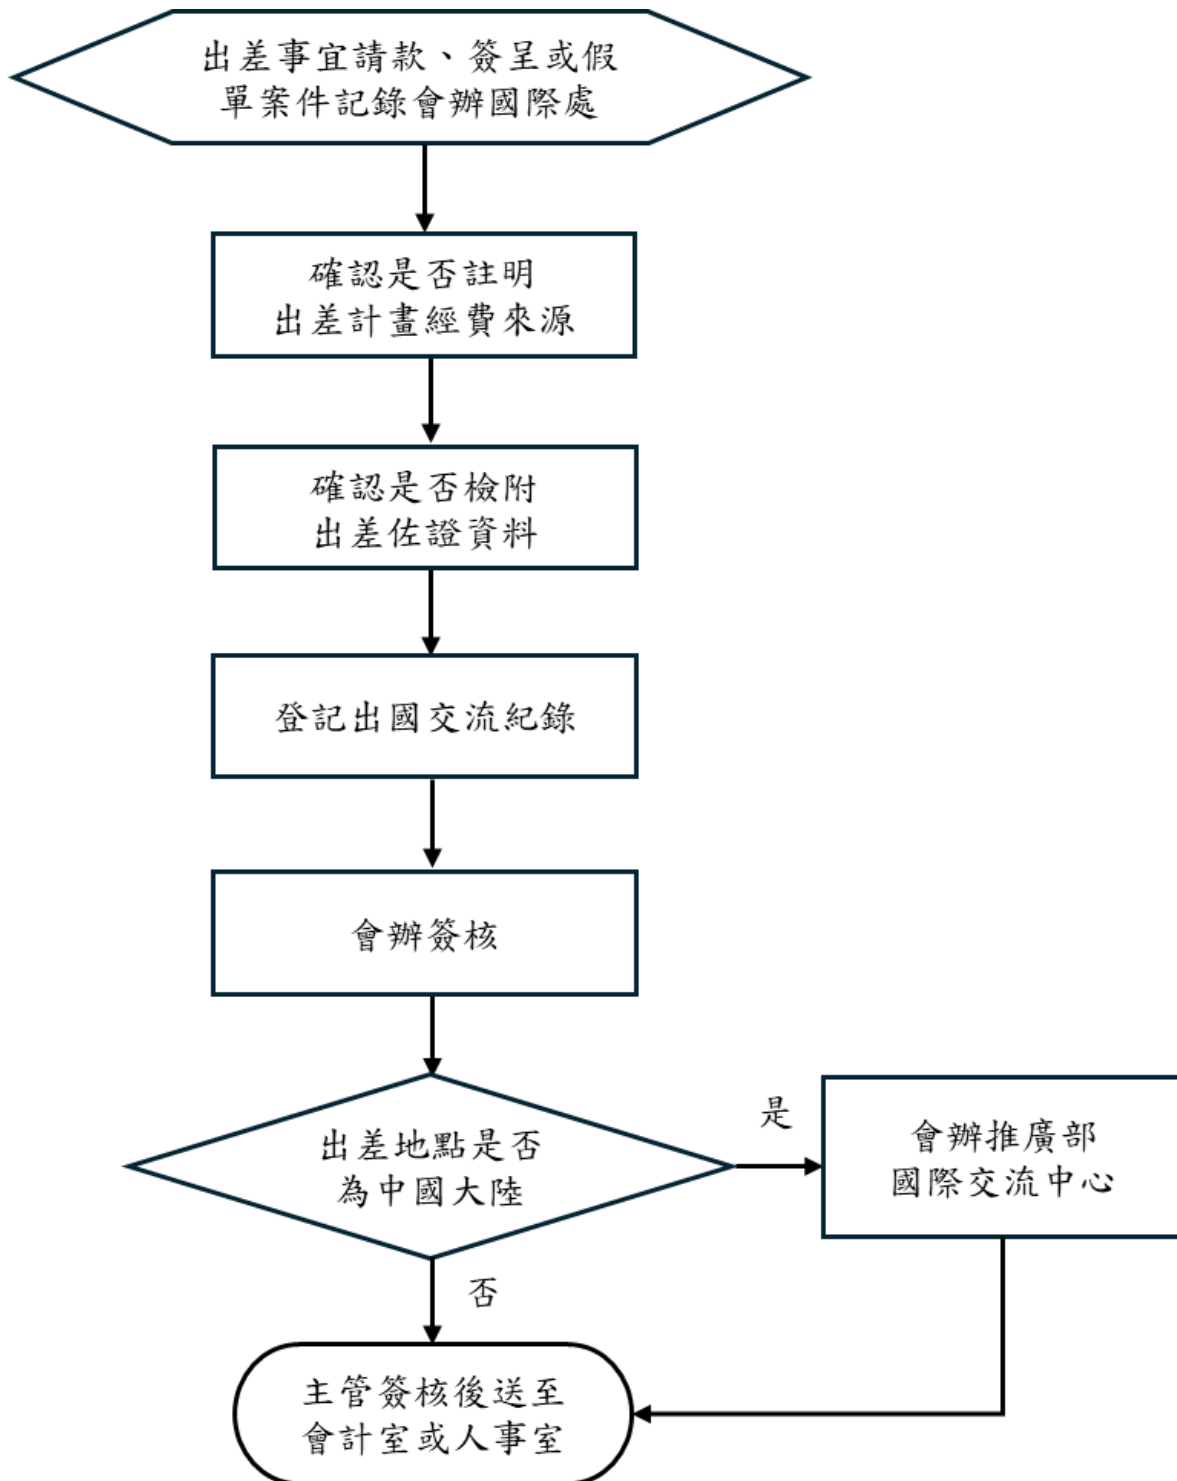 出差事宜請款、簽呈或假
單案件記錄會辦國際處
確認是否註明
出差計畫經費來源
確認是否檢附
出差佐證資料
登記出國交流紀錄
會辦簽核
出差地點是否
為中國大陸
是
會辦推廣部
國際交流中心
否
主管簽核後送至
會計室或人事室